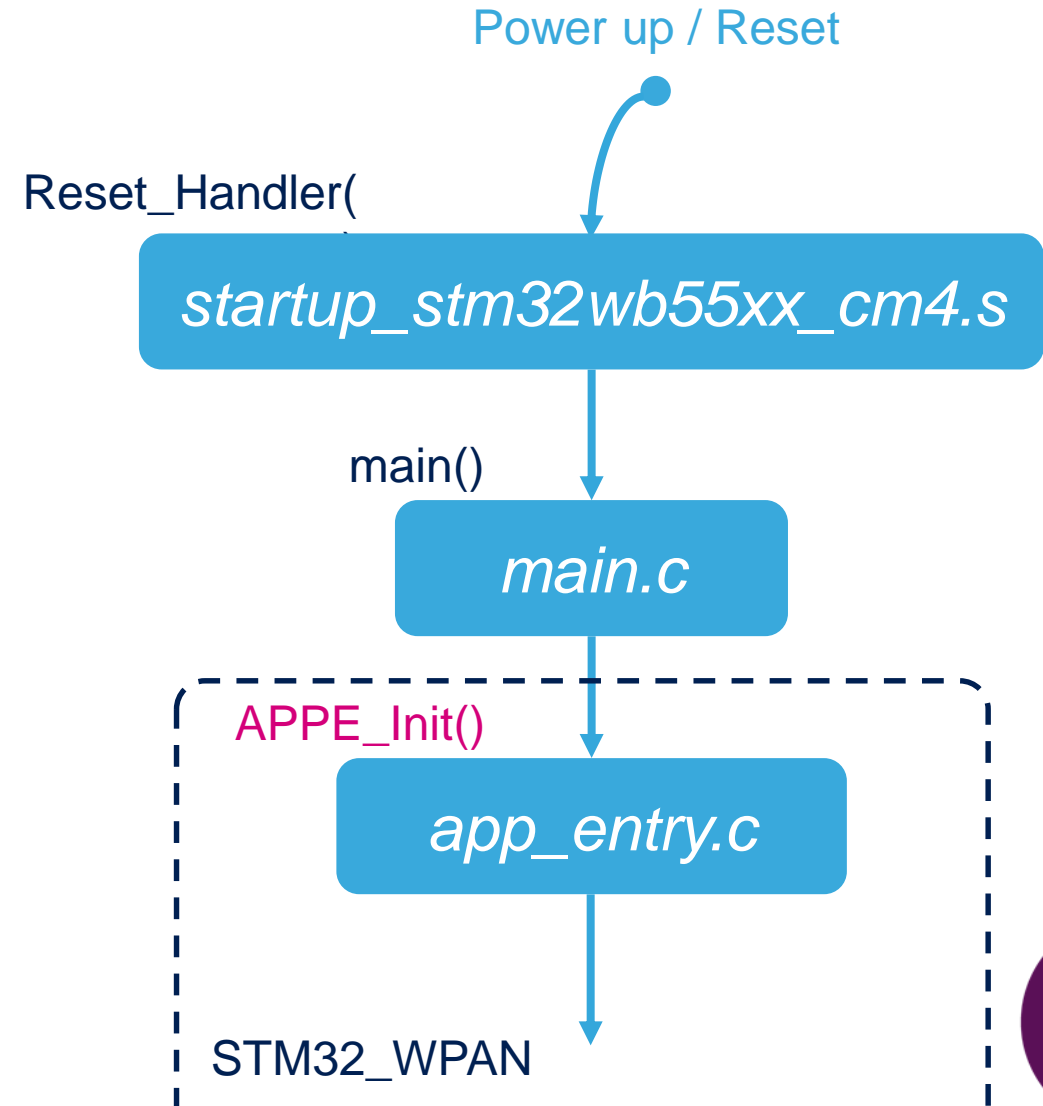 Power up / Reset
Reset_Handler(
startup_stm32wb55xx_cm4.s
main()
main.c
APPE_Init()
app_entry.c
STM32_WPAN